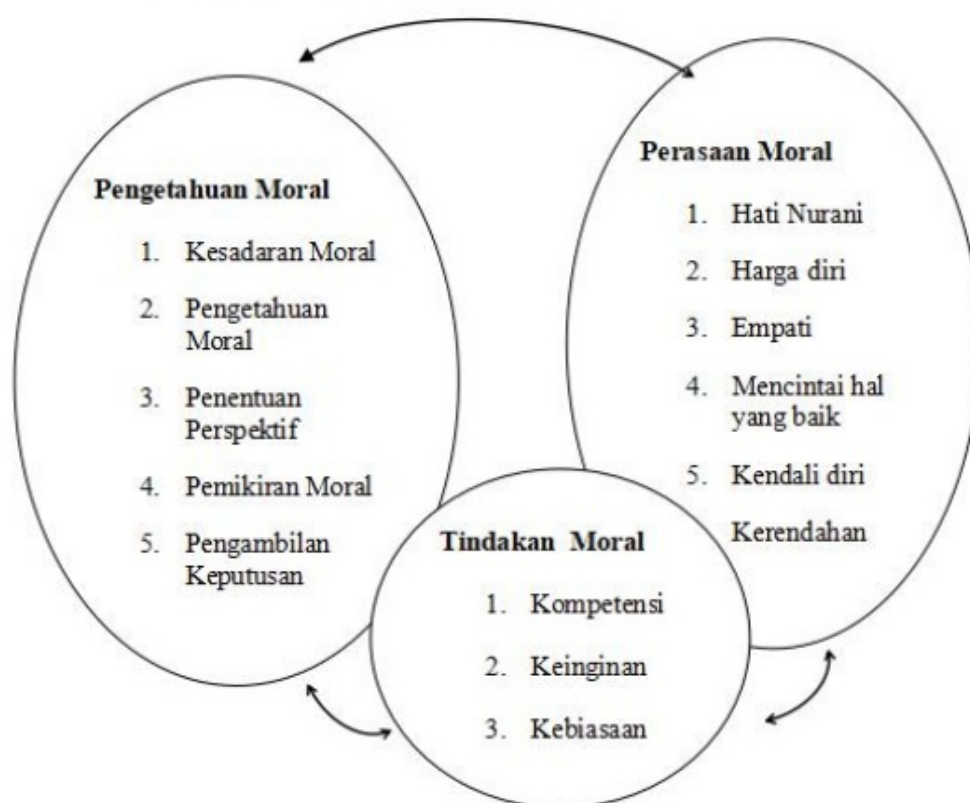 Pengetahuan Moral
1. Kesadaran Moral
2. Pengetahuan
Moral
3. Penentuan
Perspektif
4. Pemikiran Moral
5. Pengambilan
Keputusan
Perasaan Moral
1. Hati Nurani
2. Harga diri
3. Empati
4. Mencintai hal
yang baik
5. Kendali diri
Kerendahan
Tindakan Moral
1. Kompetensi
2. Keinginan
3. Kebiasaan